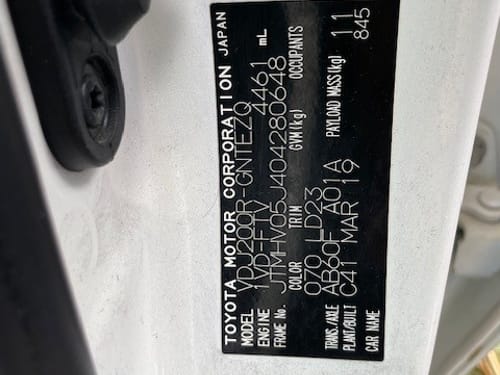 TOYOTA MOTOR CORPORATION JAPAN
MODEL VDJ200R-GNTEZQ
ENGINE 1VD-FTV 4461 mL
FRAME No. JTMHV05J404280648
COLOR TRIM GVM(kg) OCCUPANTS
070 LD23 11
TRANS/AXLE AB60F A01A PAYLOAD MASS(kg) 845
PLANT/BUILT C41 MAR 19
CAR NAME